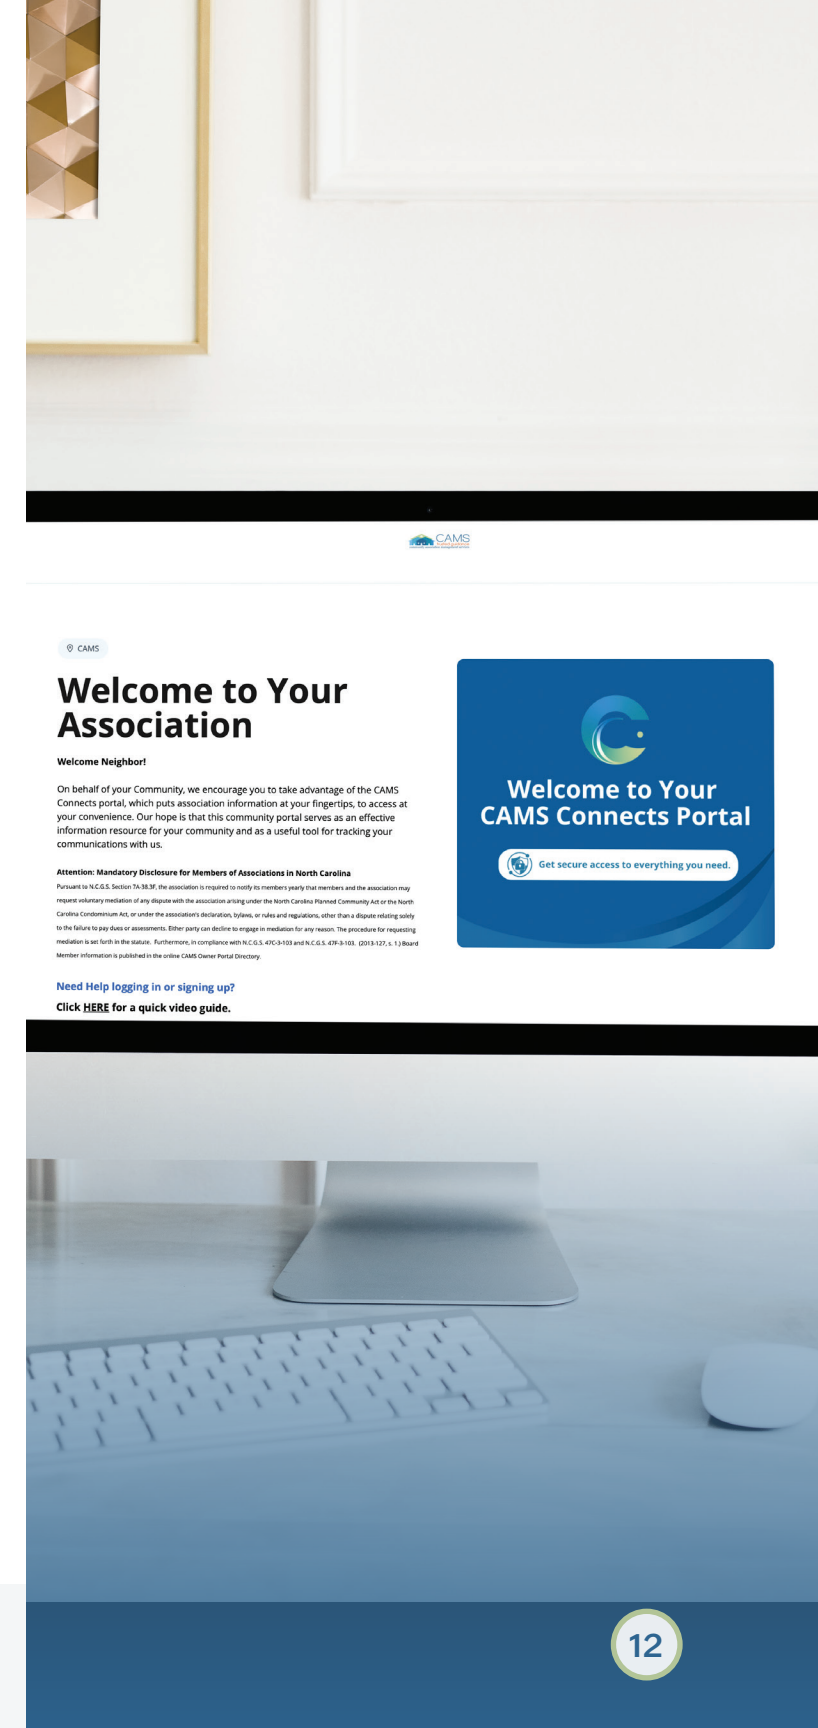 CAMS
CAMS
Welcome to Your
Association
Welcome Neighbor!
On behalf of your Community, we encourage you to take advantage of the CAMS
Connects portal, which puts association information at your fingertips, to access at
your convenience. Our hope is that this community portal serves as an effective
information resource for your community and as a useful tool for tracking your
communications with us.
Attention: Mandatory Disclosure for Members of Associations in North Carolina
Pursuant to N.C.G.S. Section 7A-38.3F, the association is required to notify its members yearly that members and the association may
request voluntary mediation of any dispute with the association arising under the North Carolina Planned Community Act or the North
Carolina Condominium Act, or under the association's declaration, bylaws, or rules and regulations, other than a dispute relating solely
to the failure to pay dues or assessments. Either party can decline to engage in mediation for any reason. The procedure for requesting
mediation is set forth in the statute. Furthermore, in compliance with N.C.G.S. 47C-3-103 and N.C.G.S. 47F-3-103. (2013-127, s. 1.) Board
Member information is published in the online CAMS Owner Portal Directory.
Need Help logging in or signing up?
Click HERE for a quick video guide.
Welcome to Your
CAMS Connects Portal
Get secure access to everything you need.
12